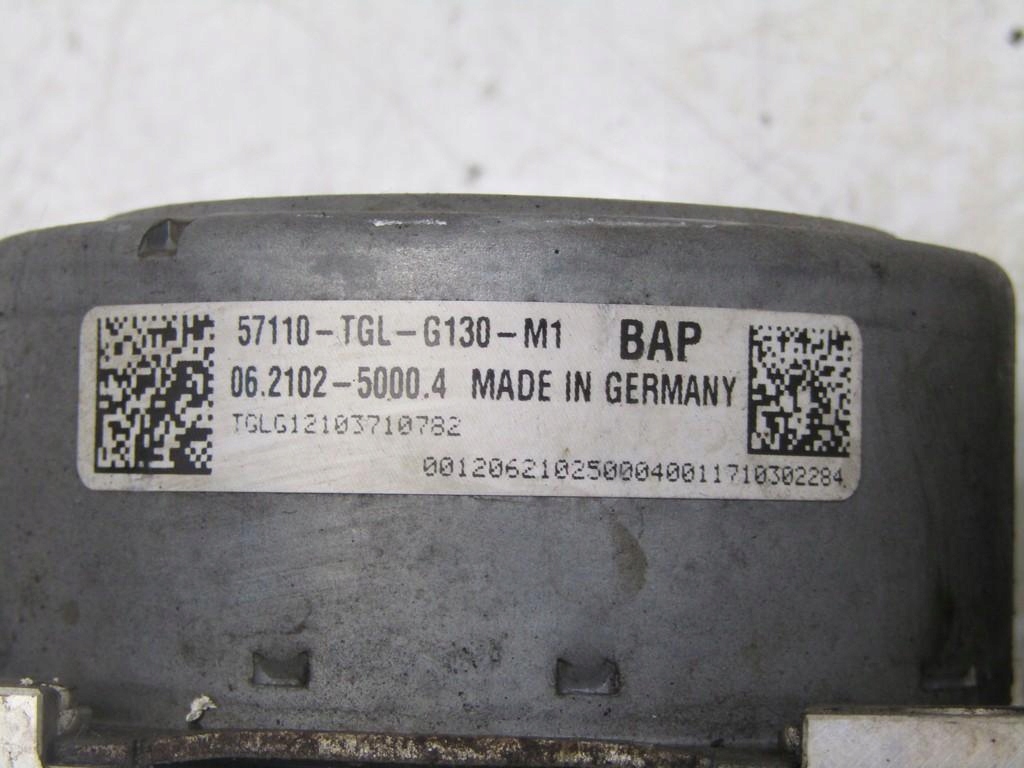 57110-TGL-G130-M1 BAP
06.2102-5000.4 MADE IN GERMANY
TGLG12103710782
0012062102500040011710302284